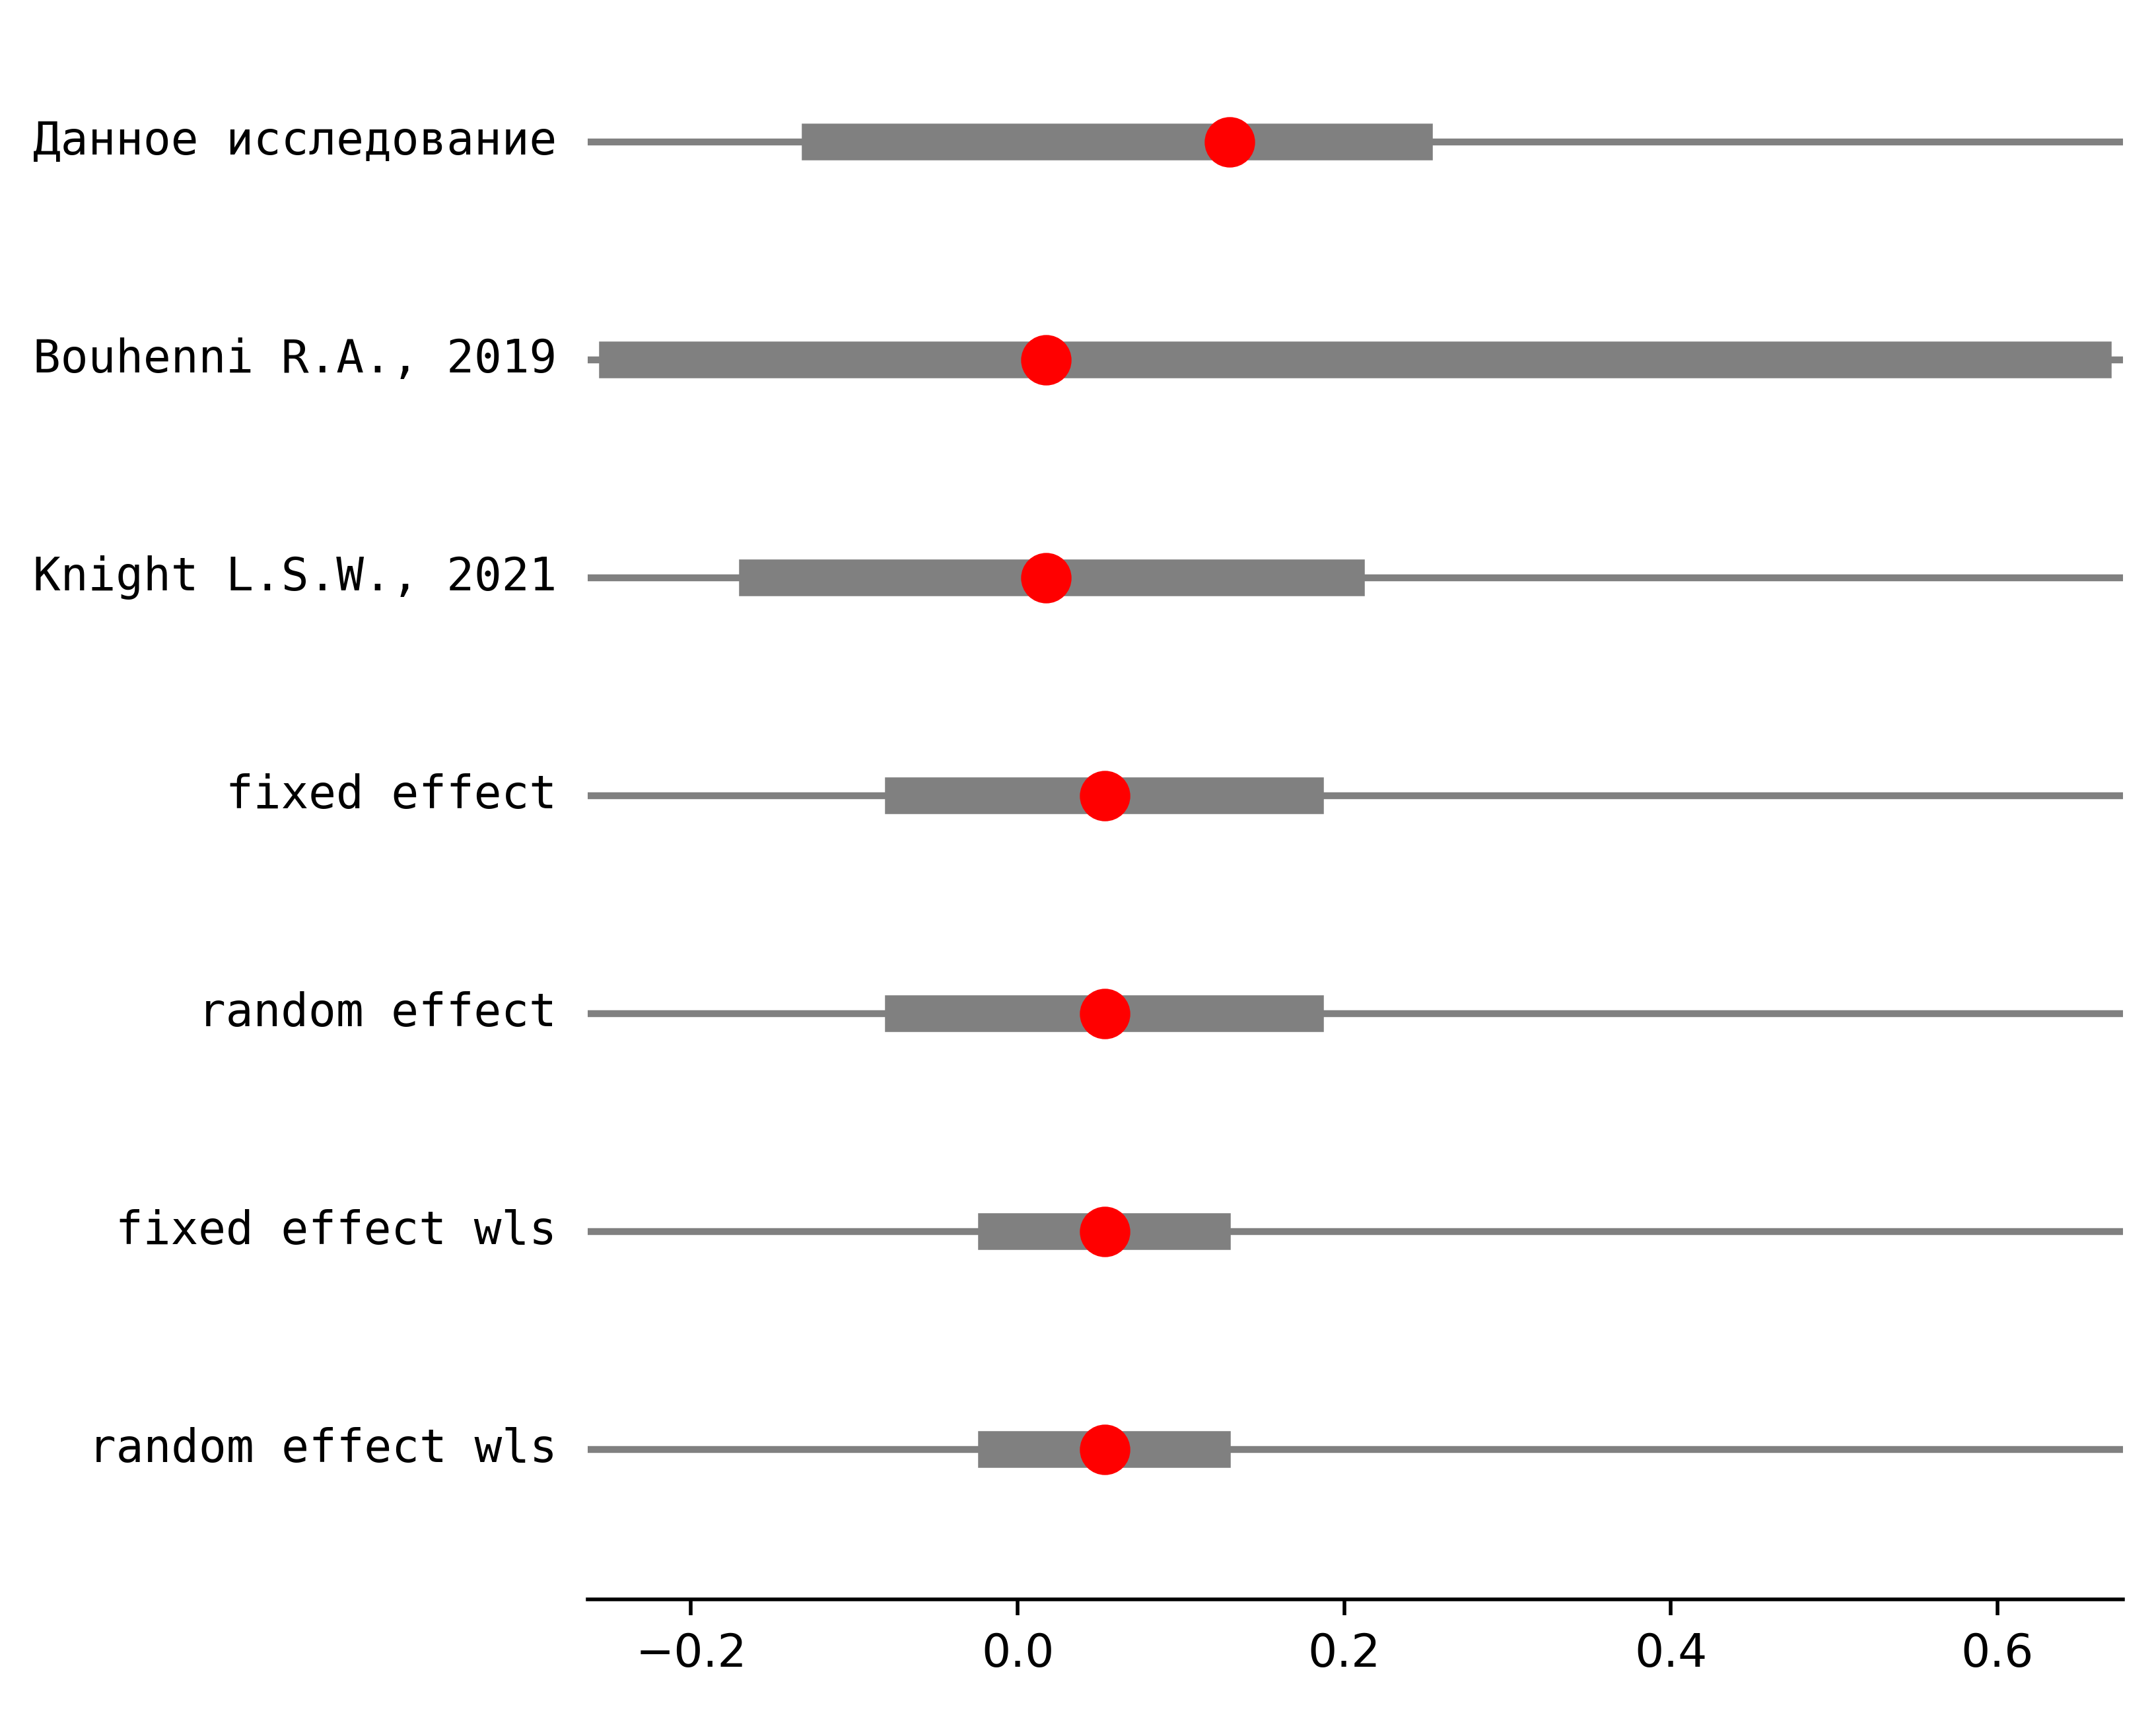 Данное исследование
Bouhenni R.A., 2019
Knight L.S.W., 2021
fixed effect
random effect
fixed effect wls
random effect wls
−0.2 0.0 0.2 0.4 0.6